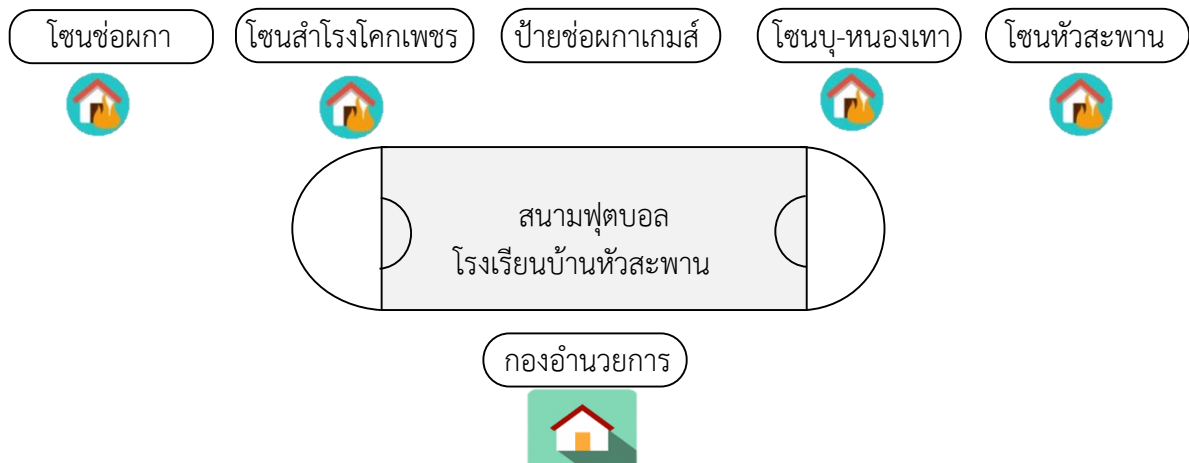 โซนช่อผกา
โซนสำโรงโคกเพชร
ป้ายช่อผกาเกมส์
โซนบุ-หนองเทา
โซนหัวสะพาน
สนามฟุตบอล
โรงเรียนบ้านหัวสะพาน
กองอำนวยการ